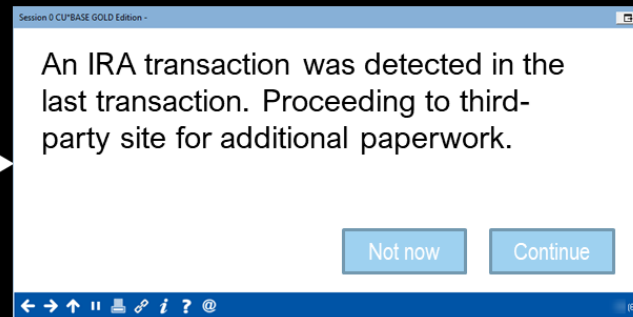 Session 0 CU*BASE GOLD Edition -
An IRA transaction was detected in the
last transaction. Proceeding to third-
party site for additional paperwork.
Not now Continue